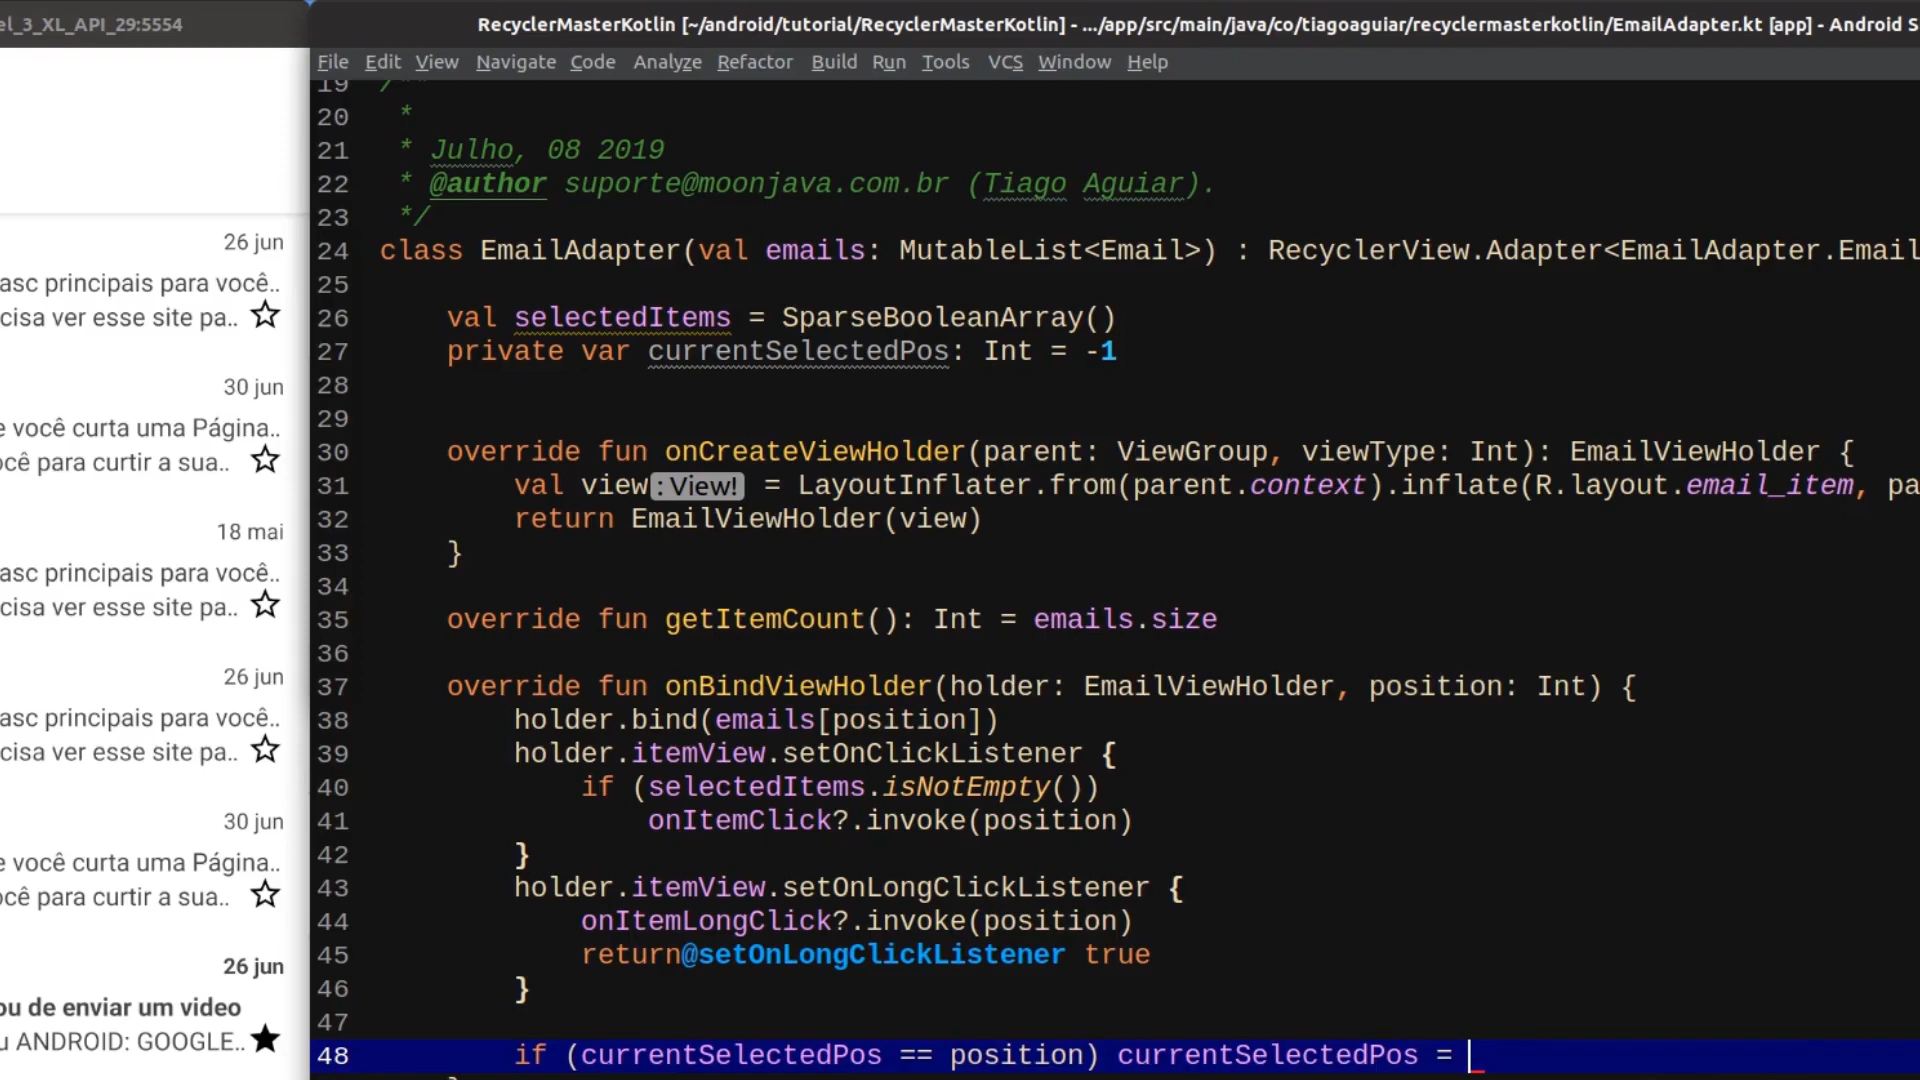 el_3_XL_API_29:5554
RecyclerMasterKotlin [~/android/tutorial/RecyclerMasterKotlin] - .../app/src/main/java/co/tiagoaguiar/recyclermasterkotlin/EmailAdapter.kt [app] - Android S
File Edit View Navigate Code Analyze Refactor Build Run Tools VCS Window Help
26 jun
asc principais para você..
cisa ver esse site pa..
30 jun
e você curta uma Página..
ocê para curtir a sua..
18 mai
asc principais para você..
cisa ver esse site pa..
26 jun
asc principais para você..
cisa ver esse site pa..
30 jun
e você curta uma Página..
ocê para curtir a sua..
26 jun
ou de enviar um video
u ANDROID: GOOGLE..
19 /**
20 *
21 * Julho, 08 2019
22 * @author suporte@moonjava.com.br (Tiago Aguiar).
23 */
24 class EmailAdapter(val emails: MutableList<Email>) : RecyclerView.Adapter<EmailAdapter.Email
25
26 val selectedItems = SparseBooleanArray()
27 private var currentSelectedPos: Int = -1
28
29
30 override fun onCreateViewHolder(parent: ViewGroup, viewType: Int): EmailViewHolder {
31 val view : View! = LayoutInflater.from(parent.context).inflate(R.layout.email_item, pa
32 return EmailViewHolder(view)
33 }
34
35 override fun getItemCount(): Int = emails.size
36
37 override fun onBindViewHolder(holder: EmailViewHolder, position: Int) {
38 holder.bind(emails[position])
39 holder.itemView.setOnClickListener {
40 if (selectedItems.isNotEmpty())
41 onItemClick?.invoke(position)
42 }
43 holder.itemView.setOnLongClickListener {
44 onItemLongClick?.invoke(position)
45 return@setOnLongClickListener true
46 }
47
48 if (currentSelectedPos == position) currentSelectedPos =